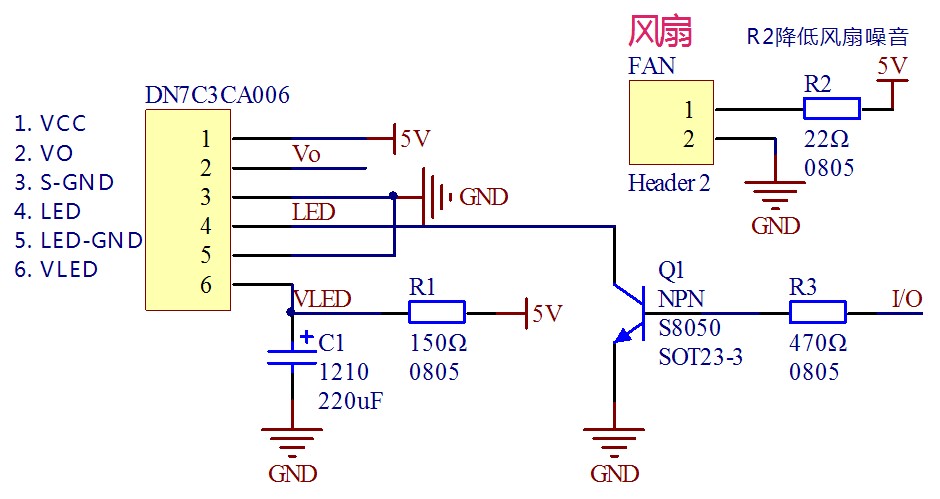 风扇
R2降低风扇噪音
FAN
5V
R2
1
2
22Ω
0805
Header 2
GND
DN7C3CA006
1. VCC
2. VO
3. S-GND
4. LED
5. LED-GND
6. VLED
1
2
3
4
5
6
5V
Vo
GND
LED
VLED
R1
150Ω
0805
5V
C1
1210
220uF
GND
Q1
NPN
S8050
SOT23-3
GND
R3
470Ω
0805
I/O